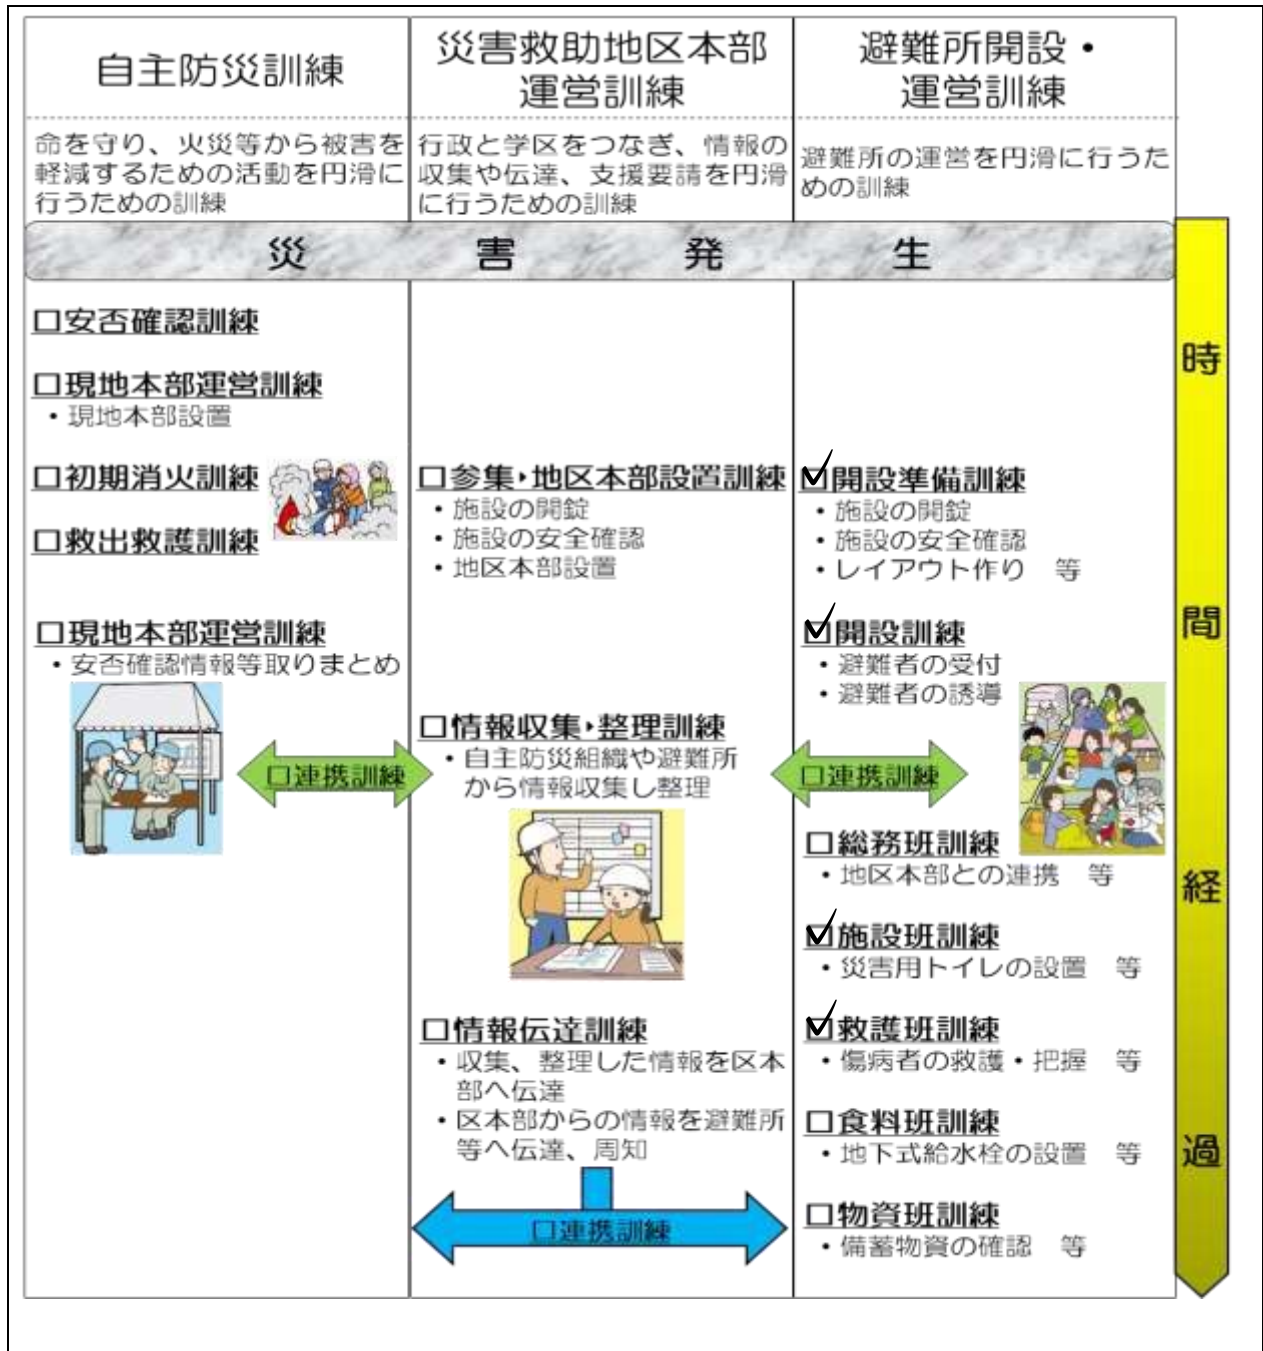 自主防災訓練
命を守り、火災等から被害を
軽減するための活動を円滑に
行うための訓練
災害救助地区本部
運営訓練
行政と学区をつなぎ、情報の
収集や伝達、支援要請を円滑
に行うための訓練
避難所開設・
運営訓練
避難所の運営を円滑に行うた
めの訓練
災害発生
□安否確認訓練
□現地本部運営訓練
・現地本部設置
□初期消火訓練
□救出救護訓練
□現地本部運営訓練
・安否確認情報等取りまとめ
□連携訓練
□参集・地区本部設置訓練
・施設の開錠
・施設の安全確認
・地区本部設置
□情報収集・整理訓練
・自主防災組織や避難所
から情報収集し整理
□情報伝達訓練
・収集、整理した情報を区本
部へ伝達
・区本部からの情報を避難所
等へ伝達、周知
□連携訓練
□連携訓練
☑開設準備訓練
・施設の開錠
・施設の安全確認
・レイアウト作り　等
☑開設訓練
・避難者の受付
・避難者の誘導
□総務班訓練
・地区本部との連携　等
☑施設班訓練
・災害用トイレの設置　等
☑救護班訓練
・傷病者の救護・把握　等
□食料班訓練
・地下式給水栓の設置　等
□物資班訓練
・備蓄物資の確認　等
時間経過